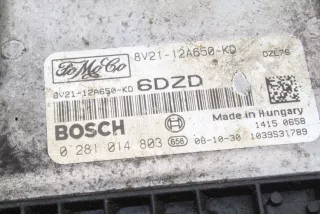 FoMoCo 8V21-12A650-KD DZL76
8V21-12A650-KD 6DZD
Made in Hungary
BOSCH 1415 0658
0 281 014 803 656 08-10-30 1039S31789